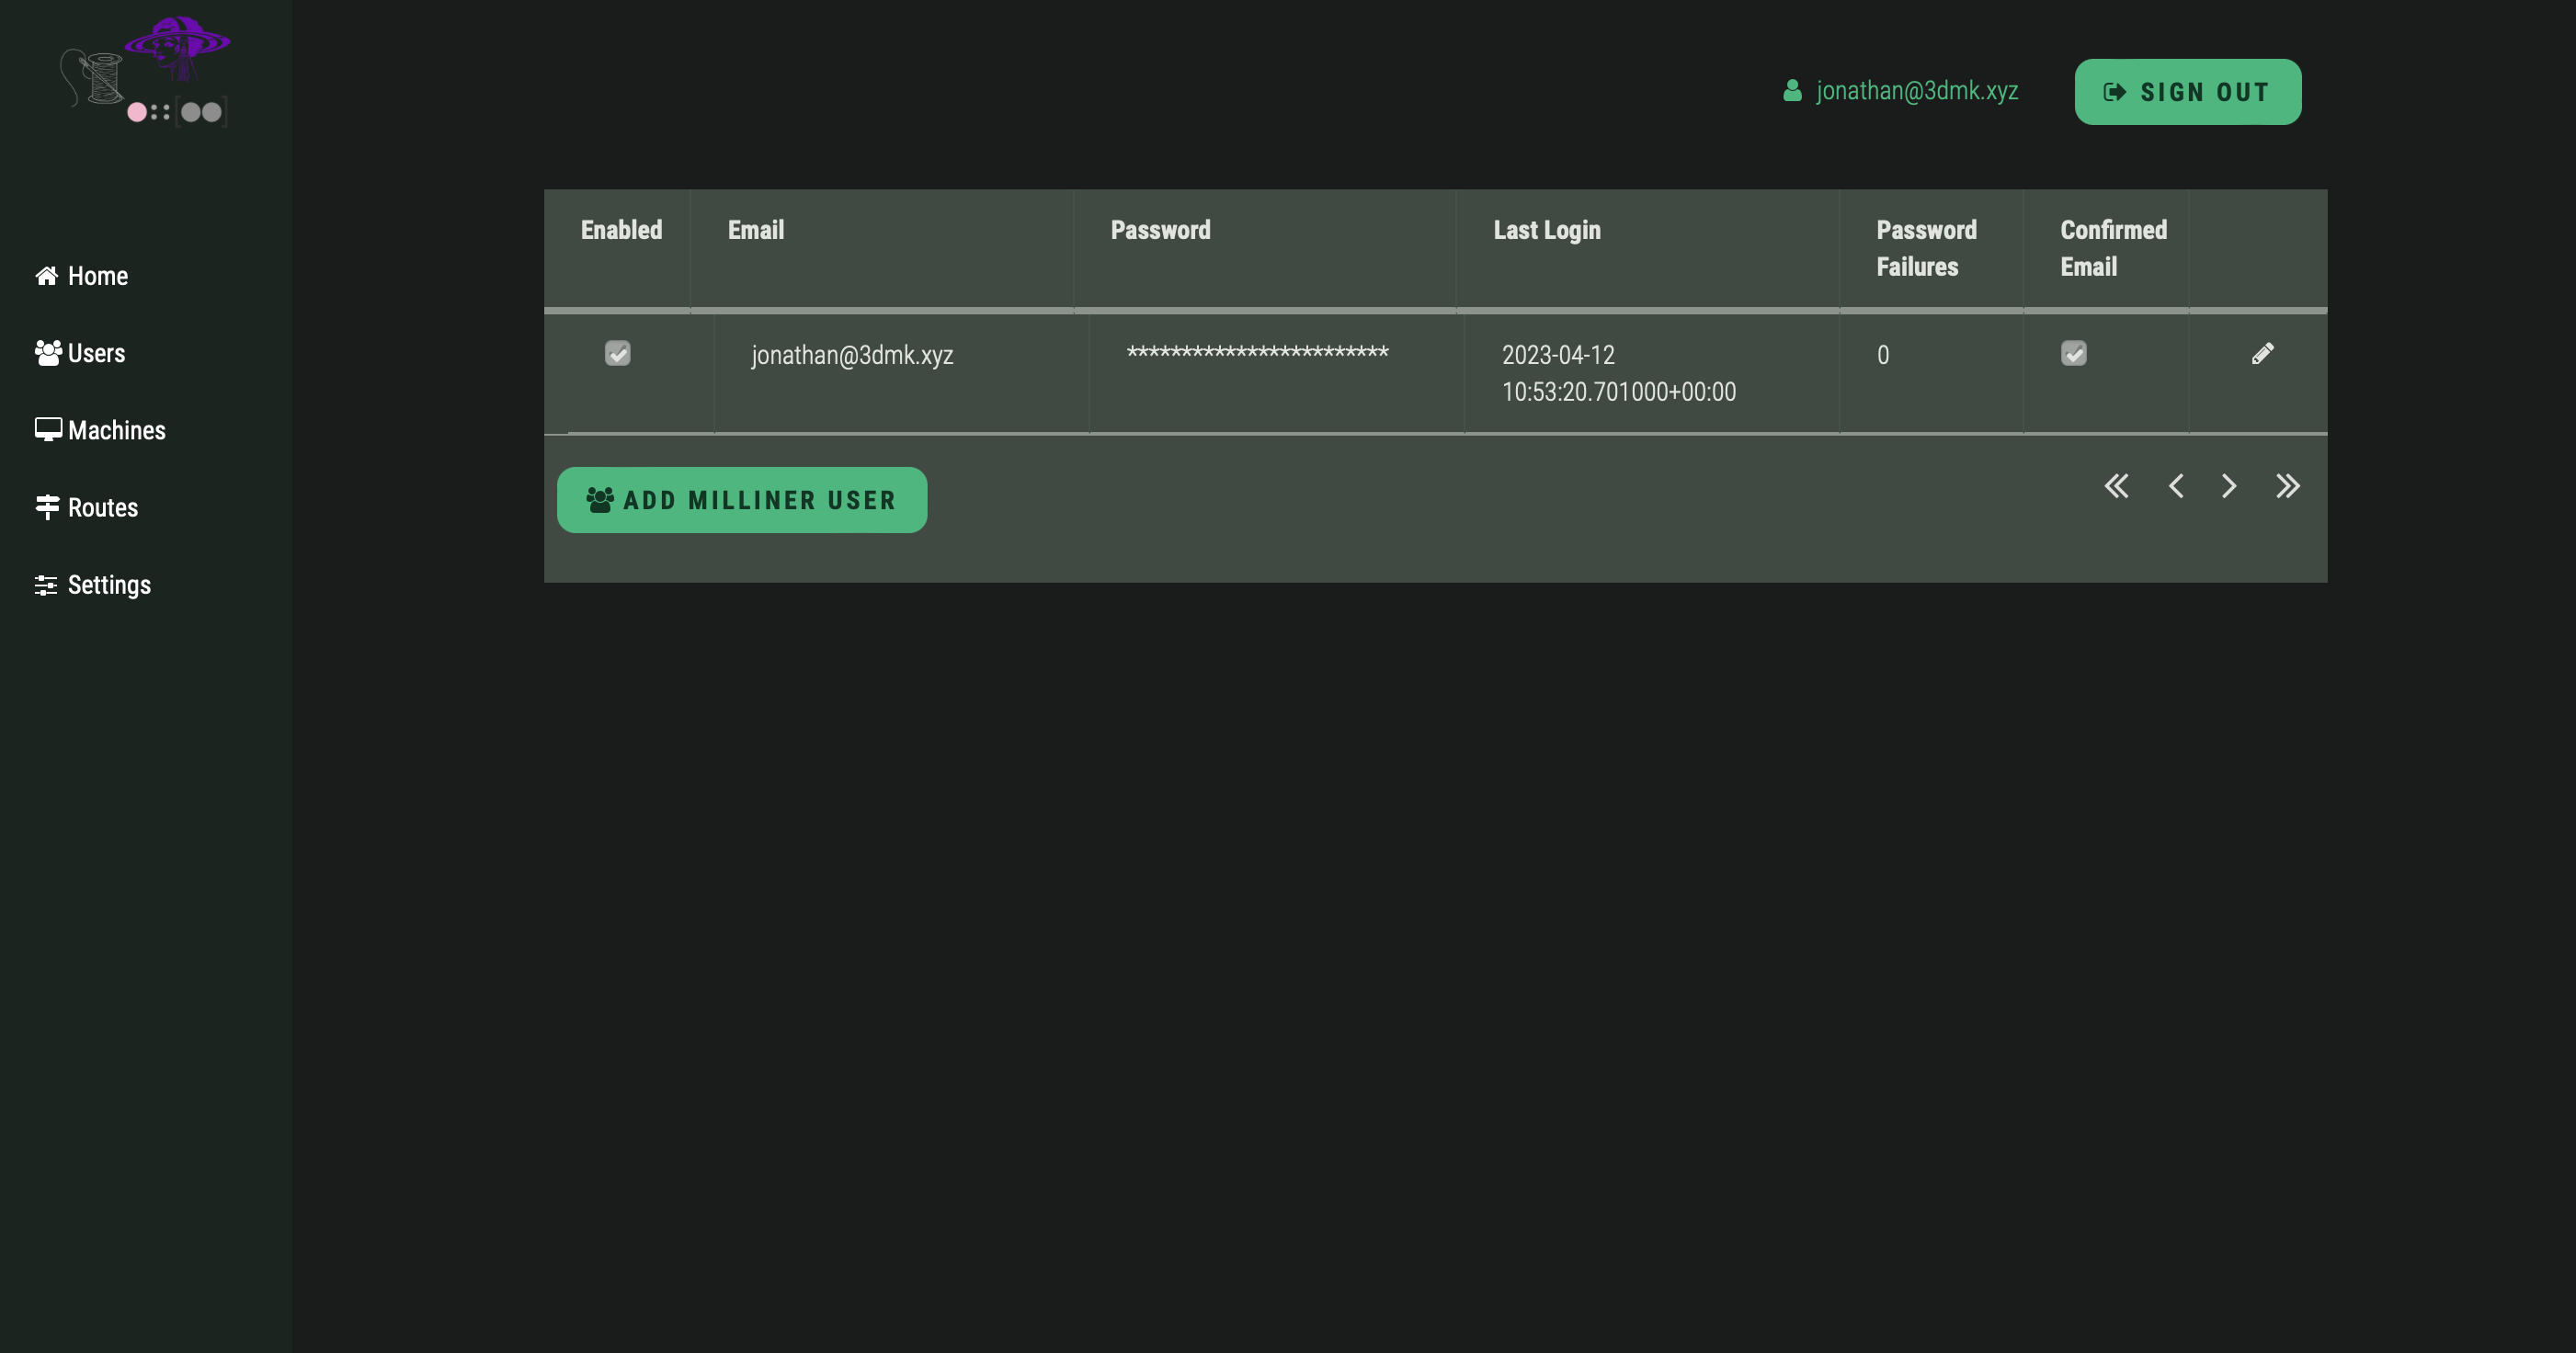 jonathan@3dmk.xyz
SIGN OUT
Home
Users
Machines
Routes
Settings
Enabled Email Password Last Login Password Failures Confirmed Email
jonathan@3dmk.xyz ************************ 2023-04-12 0
10:53:20.701000+00:00
ADD MILLINER USER